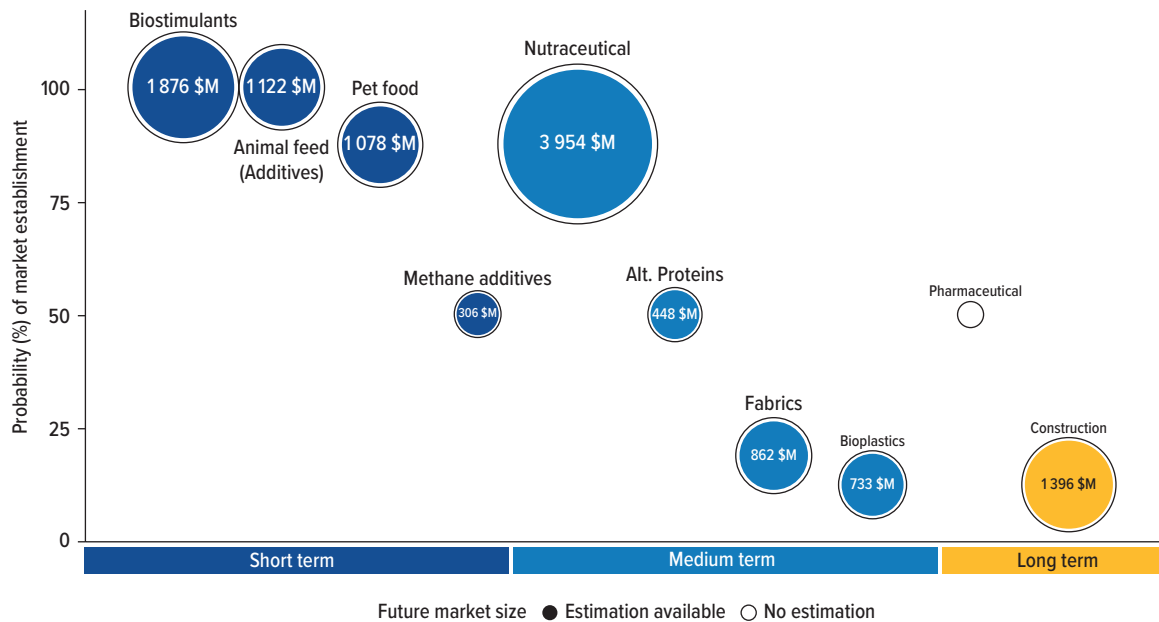 Probability (%) of market establishment
100
75
50
25
0
Biostimulants
1 876 $M
1 122 $M
Animal feed
(Additives)
Pet food
1 078 $M
Nutraceutical
3 954 $M
Methane additives
306 $M
Alt. Proteins
448 $M
Pharmaceutical
Fabrics
862 $M
Bioplastics
733 $M
Construction
1 396 $M
Short term
Medium term
Long term
Future market size Estimation available No estimation